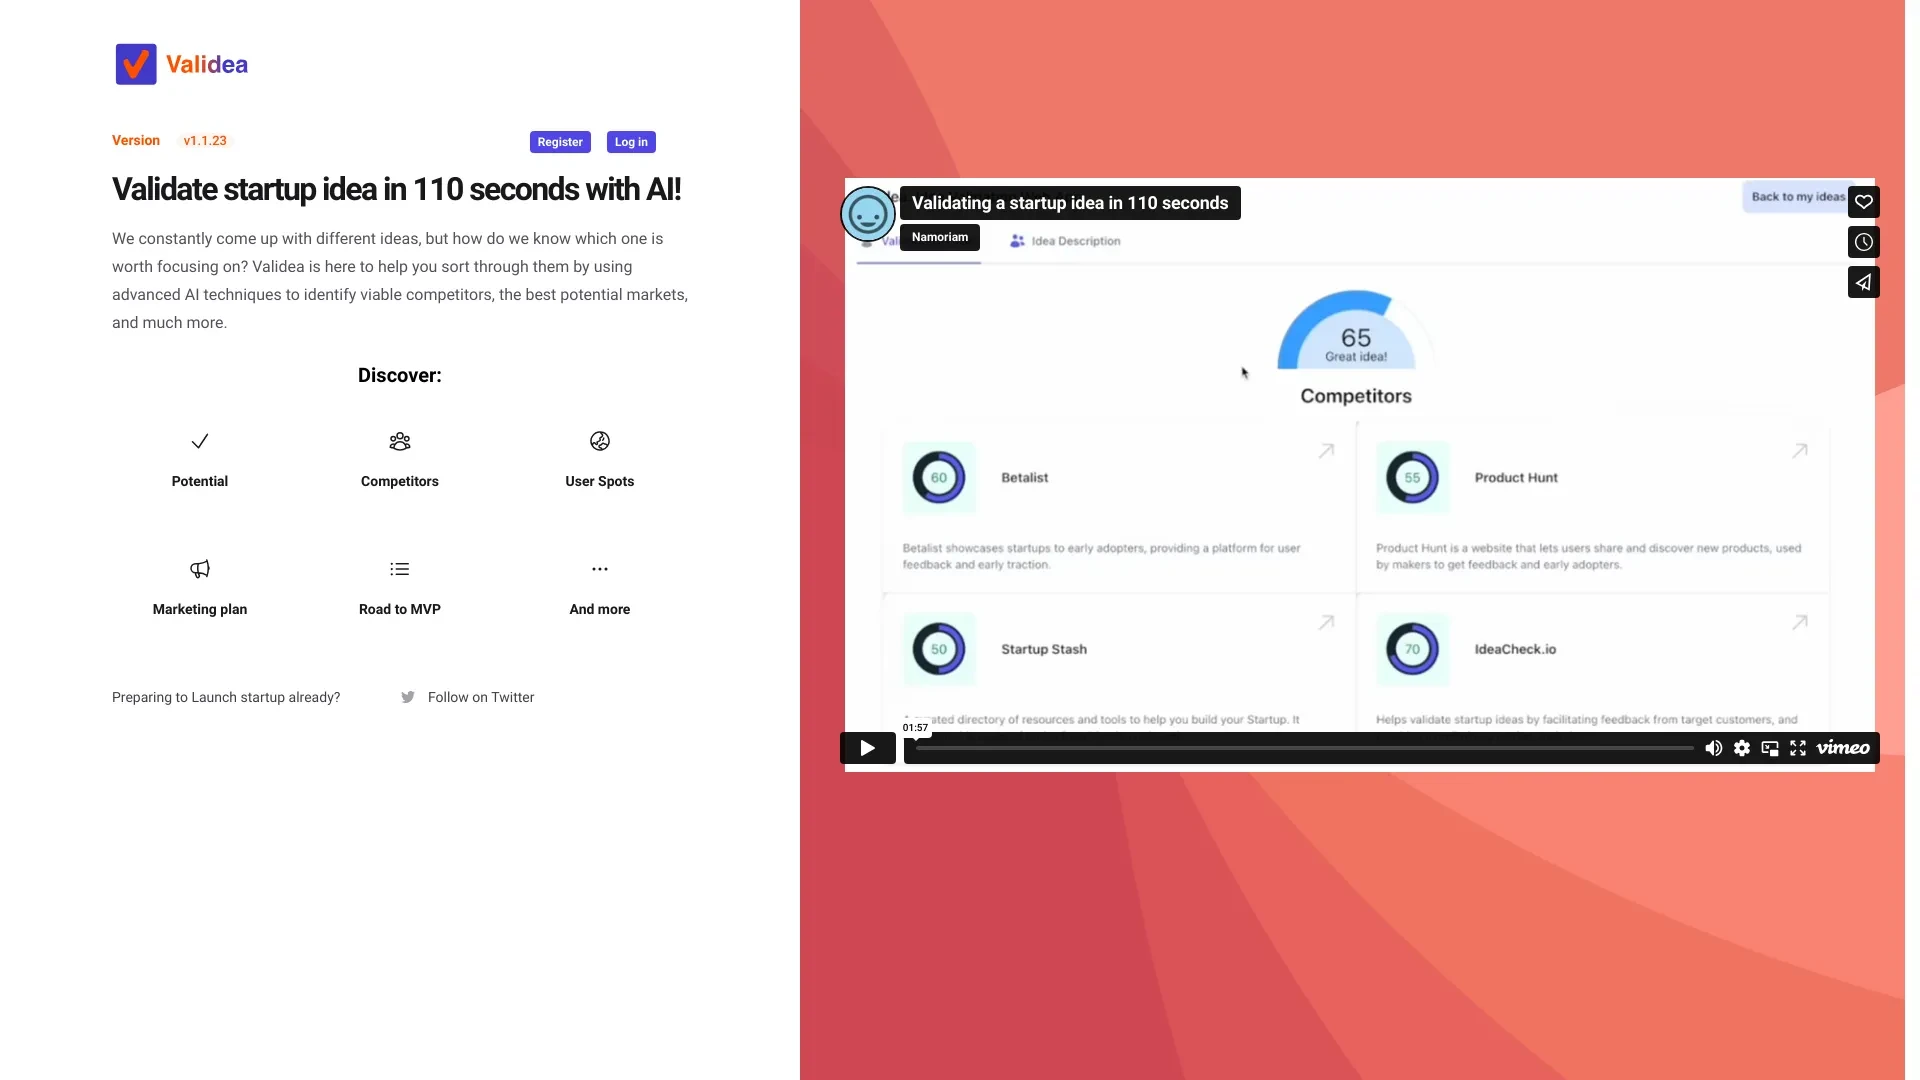 Validea
Version v1.1.23
Register
Log in
Validate startup idea in 110 seconds with AI!
We constantly come up with different ideas, but how do we know which one is
worth focusing on? Validea is here to help you sort through them by using
advanced AI techniques to identify viable competitors, the best potential markets,
and much more.
Discover:
Potential
Competitors
User Spots
Marketing plan
Road to MVP
And more
Preparing to Launch startup already?
Follow on Twitter
Validating a startup idea in 110 seconds
Namoriam
Back to my ideas
Idea Description
65
Great idea!
Competitors
60
Betalist
Betalist showcases startups to early adopters, providing a platform for user
feedback and early traction.
55
Product Hunt
Product Hunt is a website that lets users share and discover new products, used
by makers to get feedback and early adopters.
50
Startup Stash
directory of resources and tools to help you build your Startup. It
70
IdeaCheck.io
Helps validate startup ideas by facilitating feedback from target customers, and
01:57
vimeo